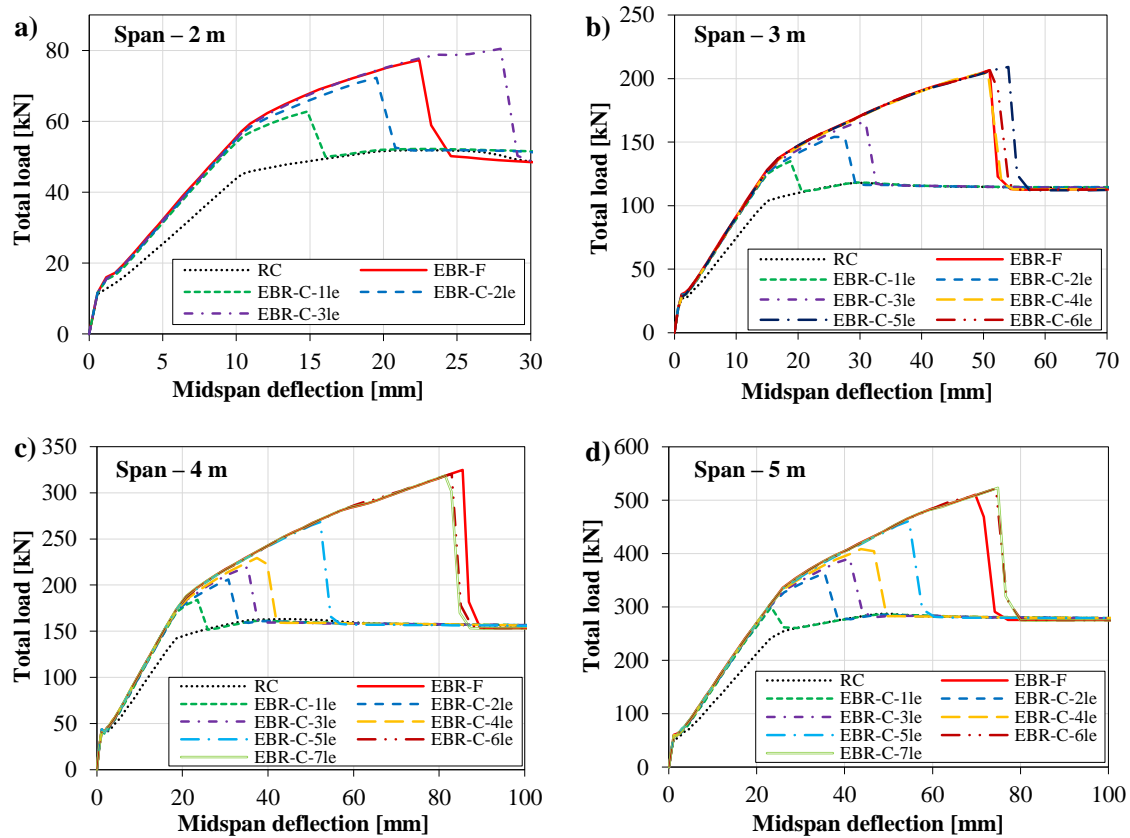 a)
Span – 2 m
Total load [kN]
100
80
60
40
20
0
0 5 10 15 20 25 30
Midspan deflection [mm]
RC EBR-F
EBR-C-1le EBR-C-2le
EBR-C-3le
b)
Span – 3 m
Total load [kN]
250
200
150
100
50
0
0 10 20 30 40 50 60 70
Midspan deflection [mm]
RC EBR-F
EBR-C-1le EBR-C-2le
EBR-C-3le EBR-C-4le
EBR-C-5le EBR-C-6le
c)
Span – 4 m
Total load [kN]
350
300
250
200
150
100
50
0
0 20 40 60 80 100
Midspan deflection [mm]
RC EBR-F
EBR-C-1le EBR-C-2le
EBR-C-3le EBR-C-4le
EBR-C-5le EBR-C-6le
EBR-C-7le
d)
Span – 5 m
Total load [kN]
600
500
400
300
200
100
0
0 20 40 60 80 100
Midspan deflection [mm]
RC EBR-F
EBR-C-1le EBR-C-2le
EBR-C-3le EBR-C-4le
EBR-C-5le EBR-C-6le
EBR-C-7le